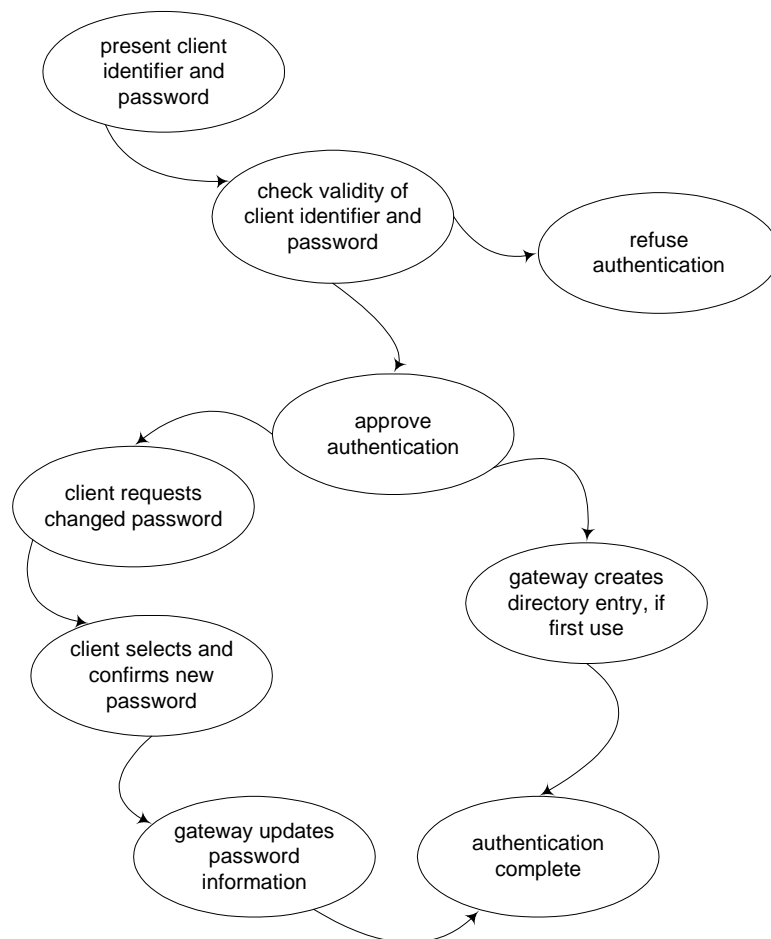 present client
identifier and
password
check validity of
client identifier and
password
refuse
authentication
approve
authentication
client requests
changed password
gateway creates
directory entry, if
first use
client selects and
confirms new
password
gateway updates
password
information
authentication
complete